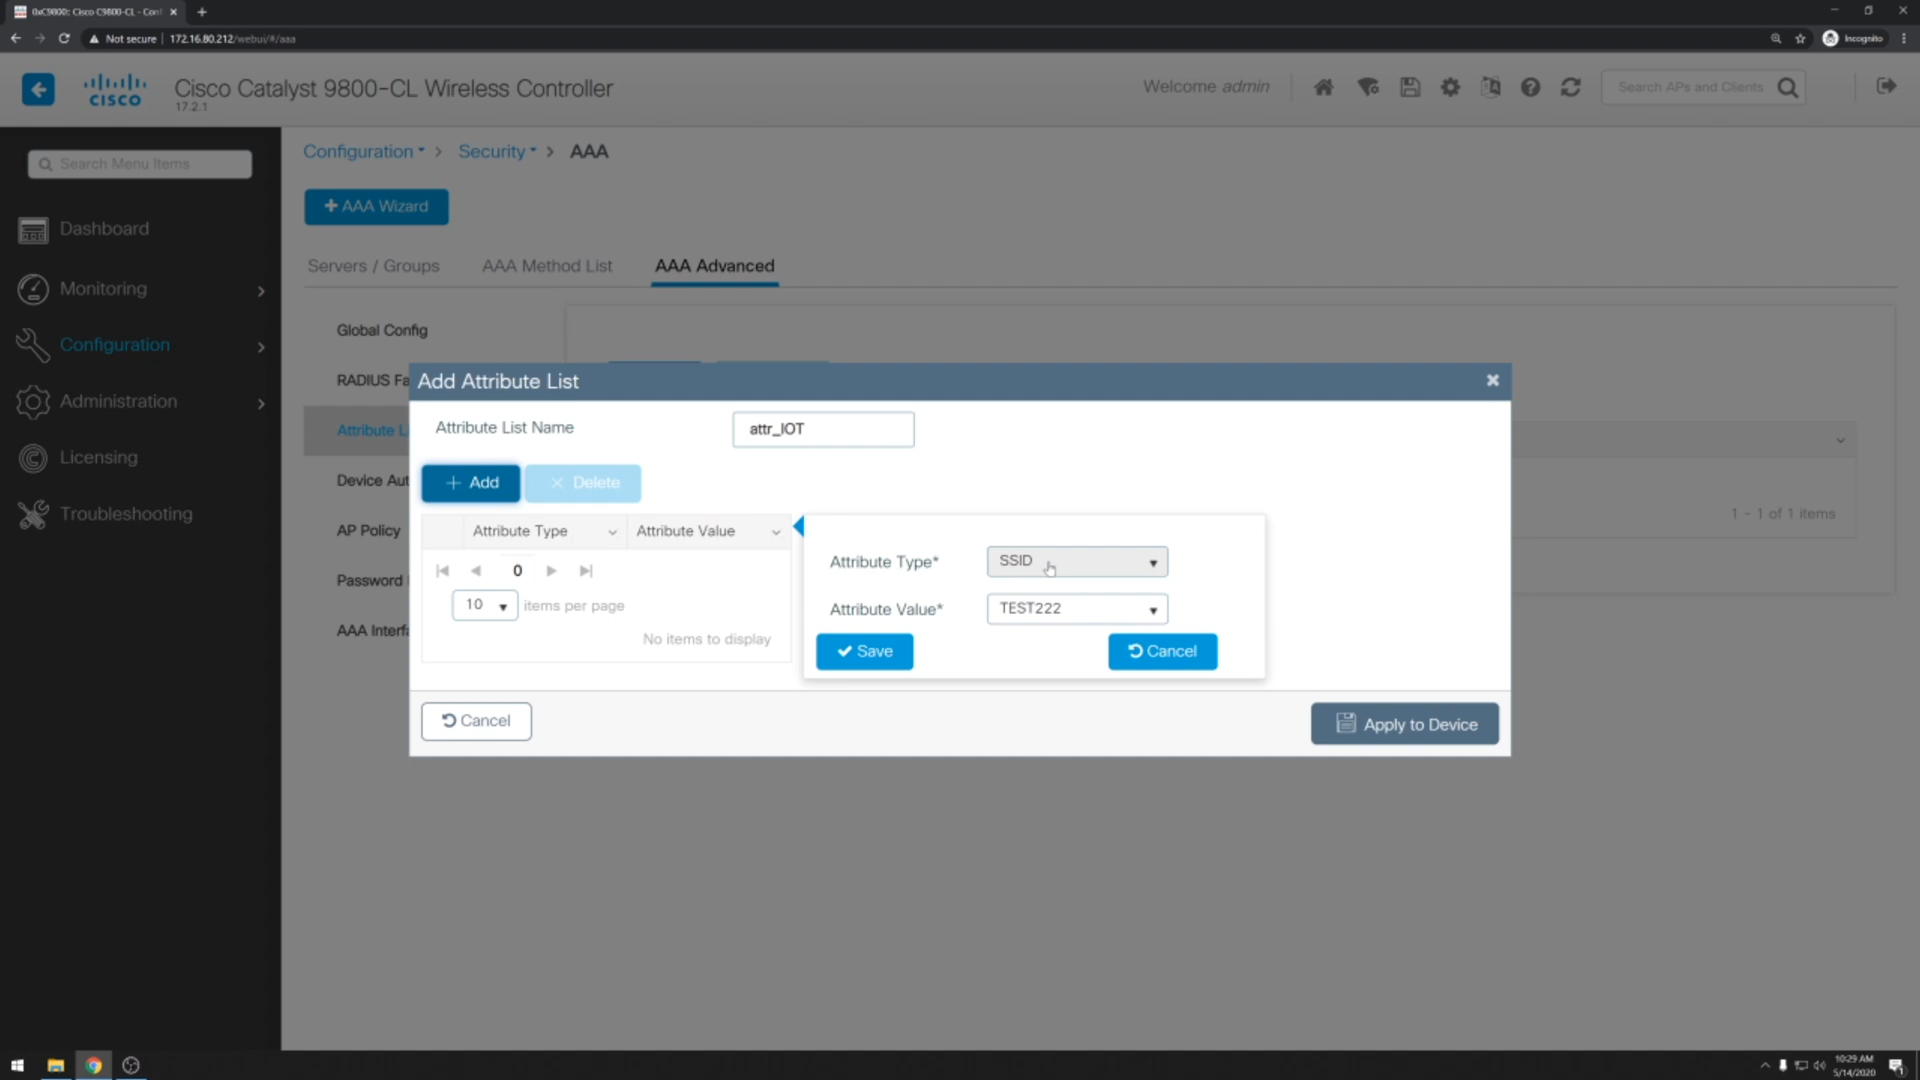 0xC9800: Cisco C9800-CL - Con
Not secure | 172.16.80.212/webui/#/aaa
Incognito
CISCO
Cisco Catalyst 9800-CL Wireless Controller
17.2.1
Welcome admin
Search APs and Clients
Search Menu Items
Dashboard
Monitoring
Configuration
Administration
Licensing
Troubleshooting
Configuration > Security > AAA
+ AAA Wizard
Servers / Groups
AAA Method List
AAA Advanced
Global Config
RADIUS Fa
Attribute L
Device Aut
AP Policy
Password
AAA Interfa
1 - 1 of 1 items
Add Attribute List
Attribute List Name
attr_IOT
+ Add
× Delete
Attribute Type
Attribute Value
0
10
items per page
No items to display
Attribute Type*
SSID
Attribute Value*
TEST222
Save
Cancel
Cancel
Apply to Device
10:29 AM
5/14/2020
1